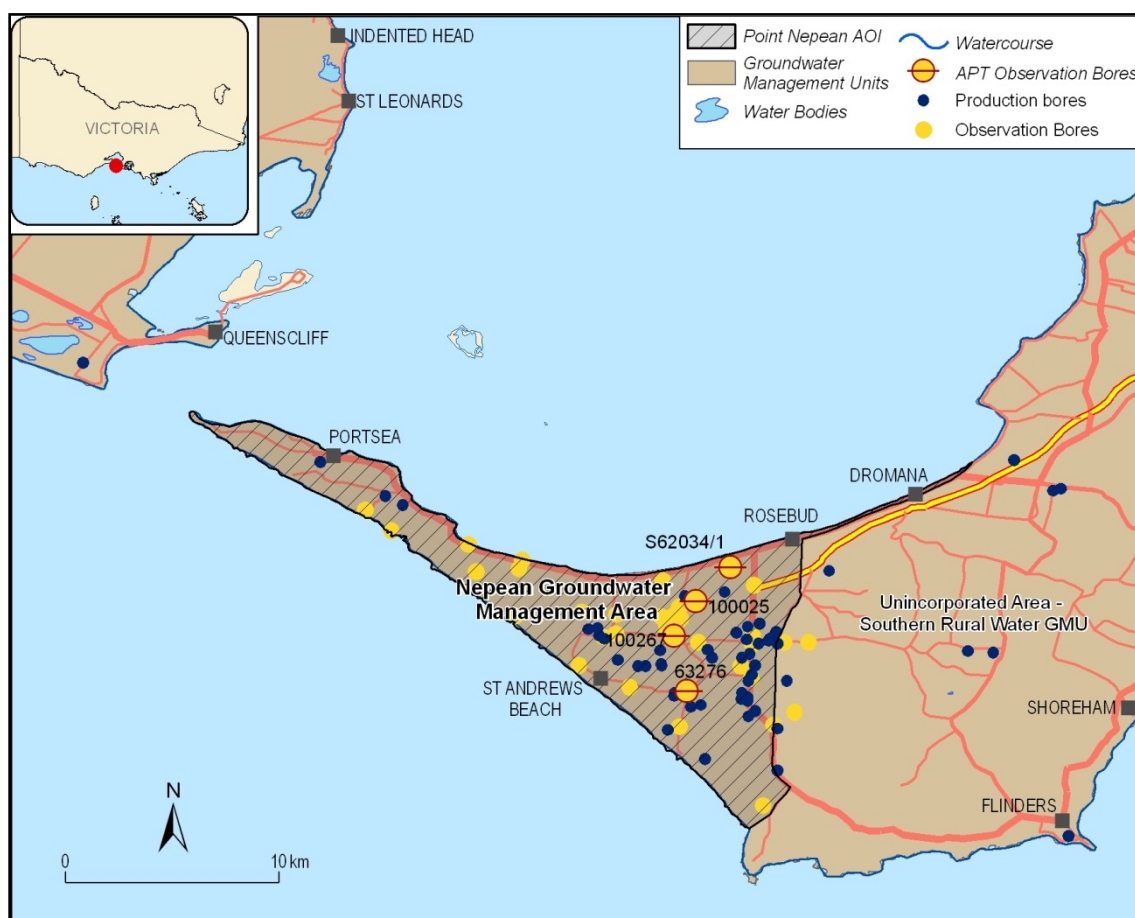 INDENTED HEAD
ST LEONARDS
VICTORIA
Point Nepean AOI
Groundwater
Management Units
Water Bodies
Watercourse
APT Observation Bores
Production bores
Observation Bores
QUEENSCLIFF
PORTSEA
DROMANA
ROSEBUD
S62034/1
Nepean Groundwater
Management Area
100025
Unincorporated Area -
Southern Rural Water GMU
100267
63276
ST ANDREWS
BEACH
SHOREHAM
FLINDERS
N
0
10 km